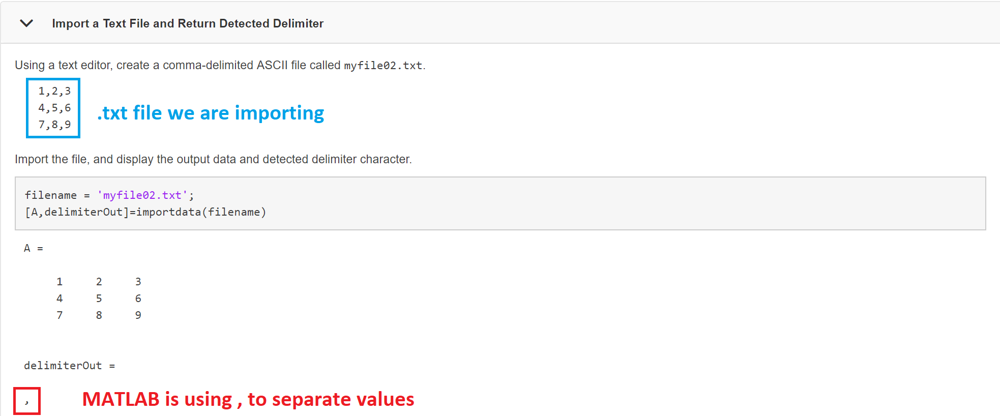 Import a Text File and Return Detected Delimiter
Using a text editor, create a comma-delimited ASCII file called myfile02.txt.
1,2,3
4,5,6
7,8,9
.txt file we are importing
Import the file, and display the output data and detected delimiter character.
filename = 'myfile02.txt';
[A,delimiterOut]=importdata(filename)
A =
1 2 3
4 5 6
7 8 9
delimiterOut =
,
MATLAB is using , to separate values